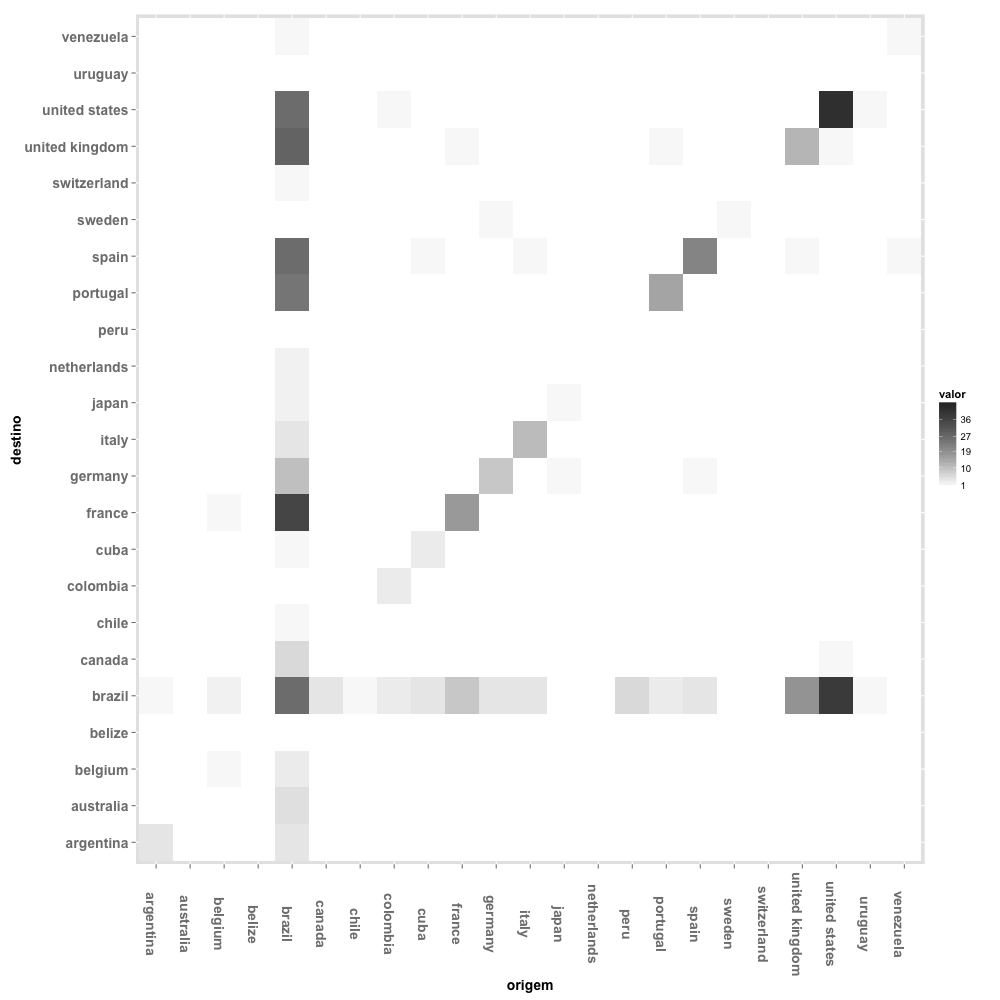 venezuela
uruguay
united states
united kingdom
switzerland
sweden
spain
portugal
peru
netherlands
japan
italy
germany
france
cuba
colombia
chile
canada
brazil
belize
belgium
australia
argentina
destino
valor
36
27
19
10
1
argentina
australia
belgium
belize
brazil
canada
chile
colombia
cuba
france
germany
italy
japan
netherlands
peru
portugal
spain
sweden
switzerland
united kingdom
united states
uruguay
venezuela
origem